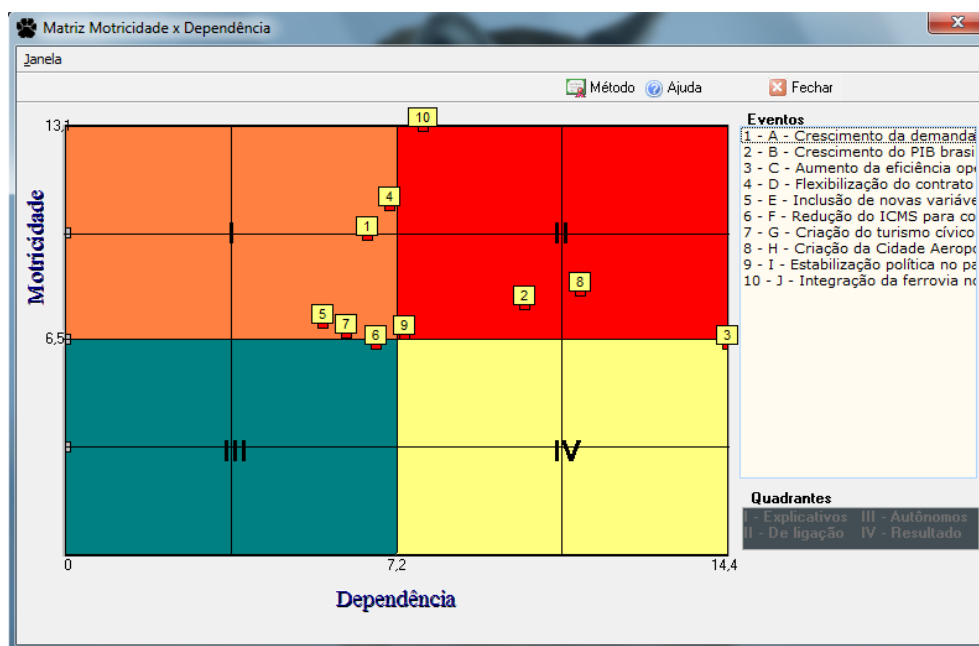 Matriz Motricidade x Dependência
x
Janela
Método Ajuda Fechar
13,1
10
Eventos
1 - A - Crescimento da demanda
2 - B - Crescimento do PIB brasi
3 - C - Aumento da eficiência ope
4 - D - Flexibilização do contrato
5 - E - Inclusão de novas variáve
6 - F - Redução do ICMS para co
7 - G - Criação do turismo cívico
8 - H - Criação da Cidade Aeropo
9 - I - Estabilização política no pa
10 - J - Integração da ferrovia no
4
1
I
II
Motricidade
8
2
5
7
6
9
3
6,5
III
IV
Quadrantes
I - Explicativos III - Autônomos
II - De ligação IV - Resultado
0
7,2
14,4
Dependência